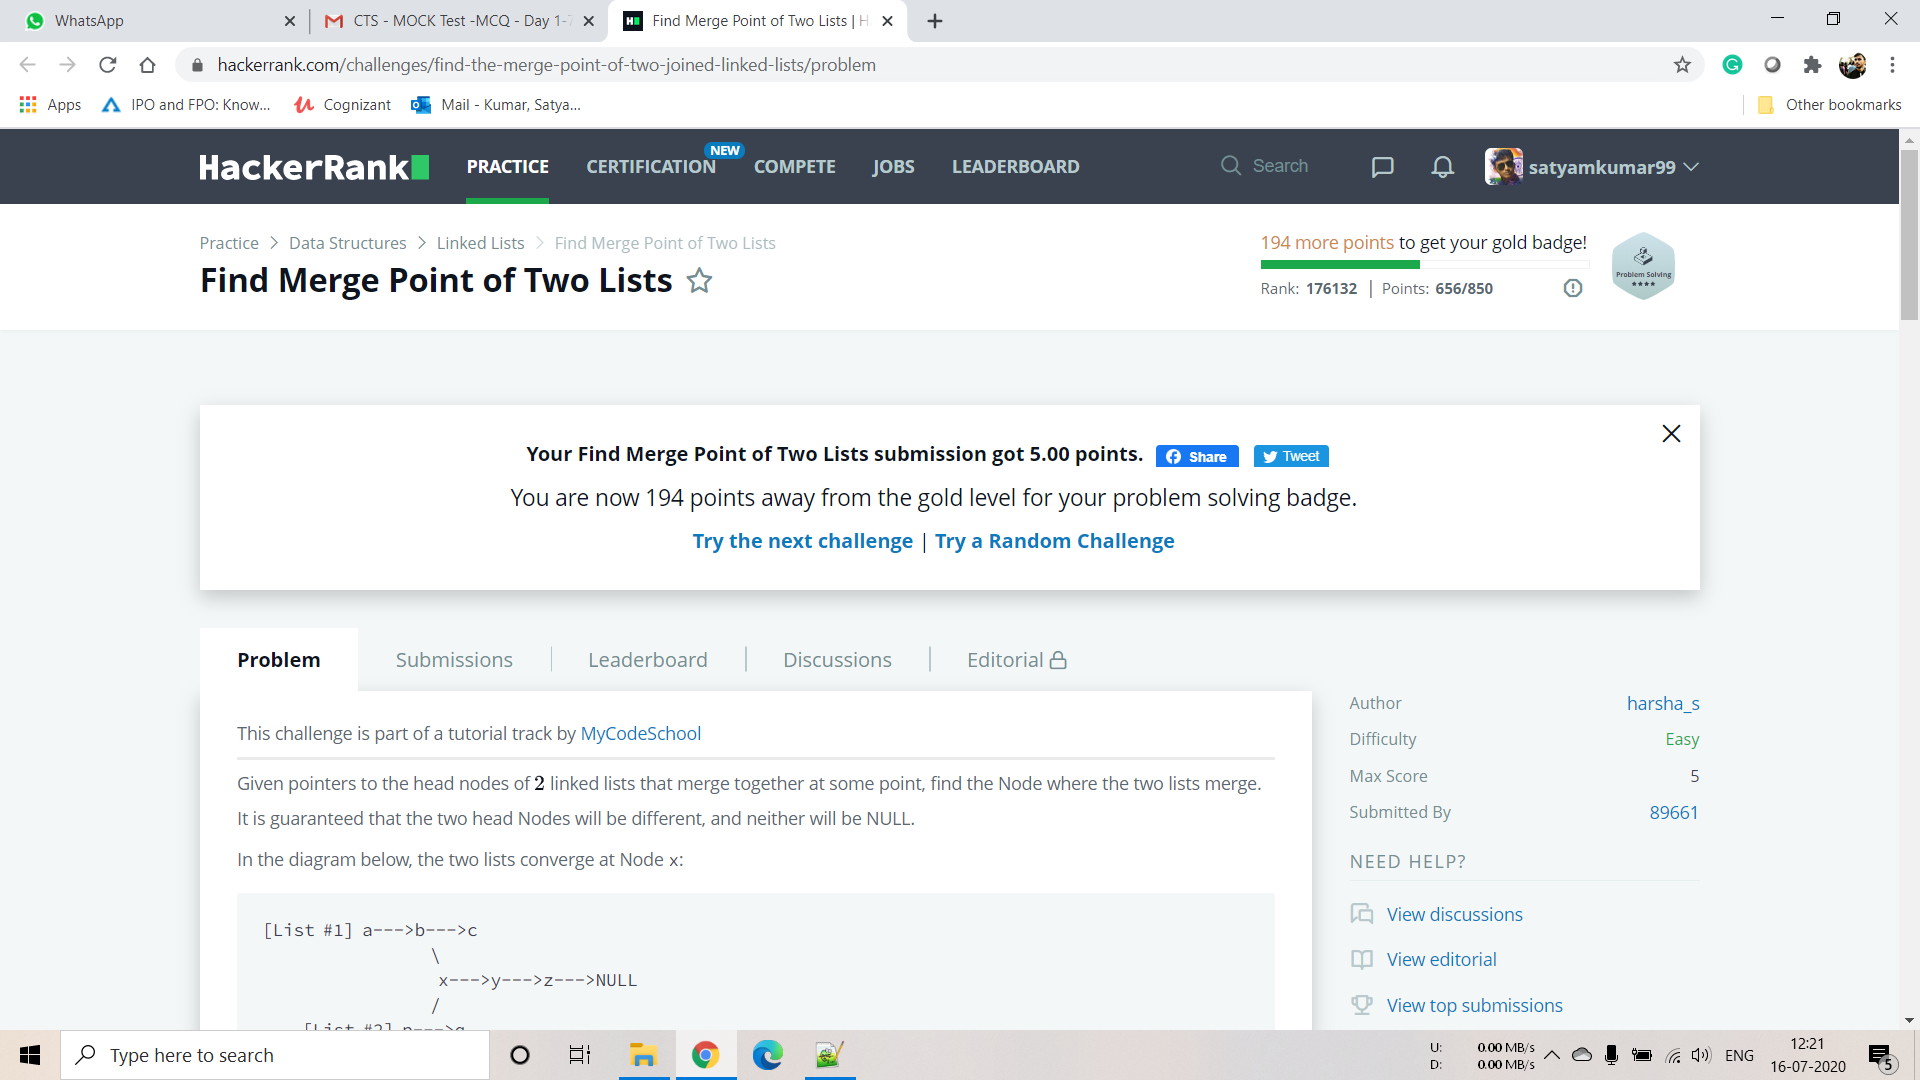 WhatsApp
CTS - MOCK Test -MCQ - Day 1-7
Find Merge Point of Two Lists | H
hackerrank.com/challenges/find-the-merge-point-of-two-joined-linked-lists/problem
Apps
IPO and FPO: Know...
Cognizant
Mail - Kumar, Satya...
Other bookmarks
HackerRank
PRACTICE
CERTIFICATION
NEW
COMPETE
JOBS
LEADERBOARD
Search
satyamkumar99
Practice > Data Structures > Linked Lists > Find Merge Point of Two Lists
Find Merge Point of Two Lists
194 more points to get your gold badge!
Rank: 176132 | Points: 656/850
Problem Solving
Your Find Merge Point of Two Lists submission got 5.00 points.
Share
Tweet
You are now 194 points away from the gold level for your problem solving badge.
Try the next challenge | Try a Random Challenge
Problem
Submissions
Leaderboard
Discussions
Editorial
This challenge is part of a tutorial track by MyCodeSchool
Given pointers to the head nodes of 2 linked lists that merge together at some point, find the Node where the two lists merge.
It is guaranteed that the two head Nodes will be different, and neither will be NULL.
In the diagram below, the two lists converge at Node x:
[List #1] a--->b--->c
\
x--->y--->z--->NULL
/
[List #2] p--->q
Author harsha_s
Difficulty Easy
Max Score 5
Submitted By 89661
NEED HELP?
View discussions
View editorial
View top submissions
Type here to search
U: 0.00 MB/s
D: 0.00 MB/s
ENG
12:21
16-07-2020
5